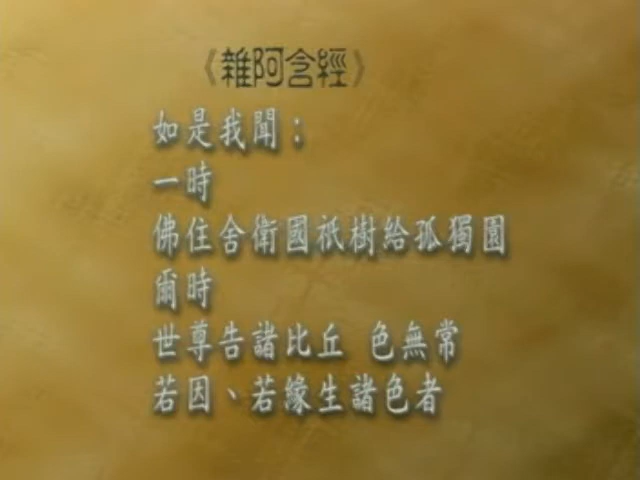 《雜阿含經》
如是我聞：
一時
佛住舍衛國祇樹給孤獨園
爾時
世尊告諸比丘 色無常
若因、若緣生諸色者